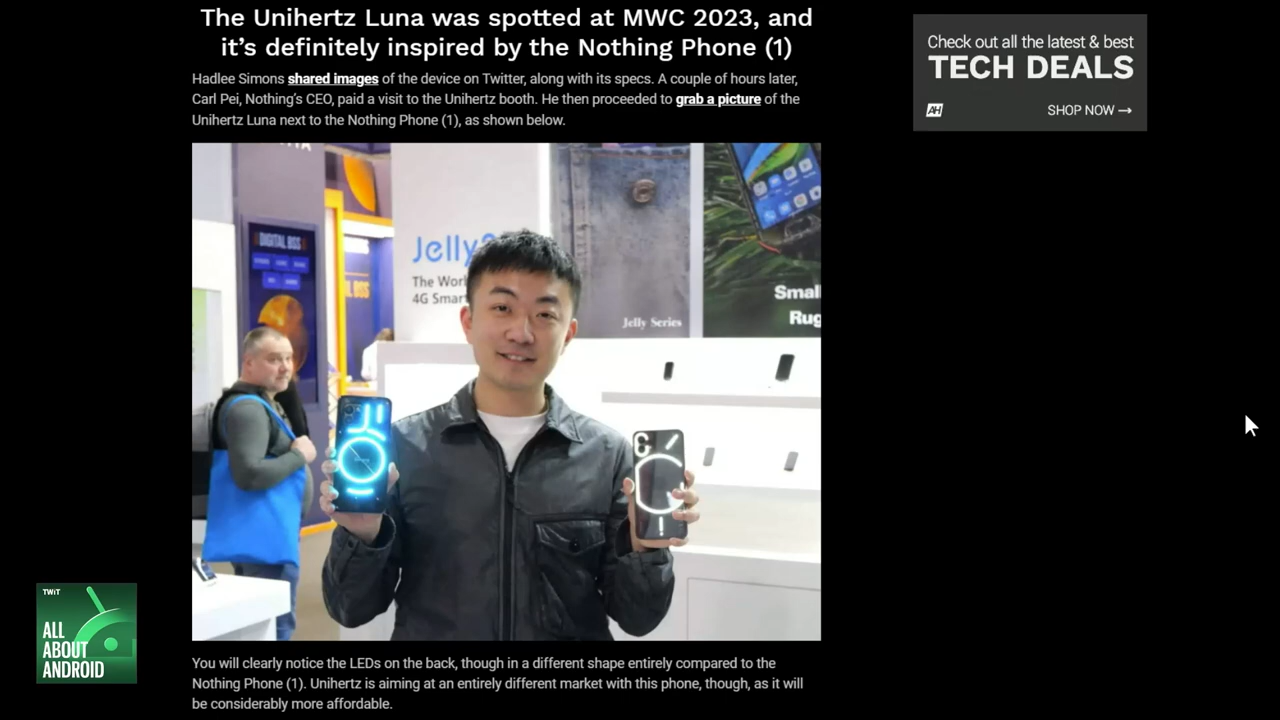 The Unihertz Luna was spotted at MWC 2023, and
it's definitely inspired by the Nothing Phone (1)
Hadlee Simons shared images of the device on Twitter, along with its specs. A couple of hours later,
Carl Pei, Nothing's CEO, paid a visit to the Unihertz booth. He then proceeded to grab a picture of the
Unihertz Luna next to the Nothing Phone (1), as shown below.
Check out all the latest & best
TECH DEALS
AH
SHOP NOW →
DIGITAL BSS
Jelly
The Worl
4G Smar
Jelly Series
Small
Rug
TWiT
ALL
ABOUT
ANDROID
You will clearly notice the LEDs on the back, though in a different shape entirely compared to the
Nothing Phone (1). Unihertz is aiming at an entirely different market with this phone, though, as it will
be considerably more affordable.